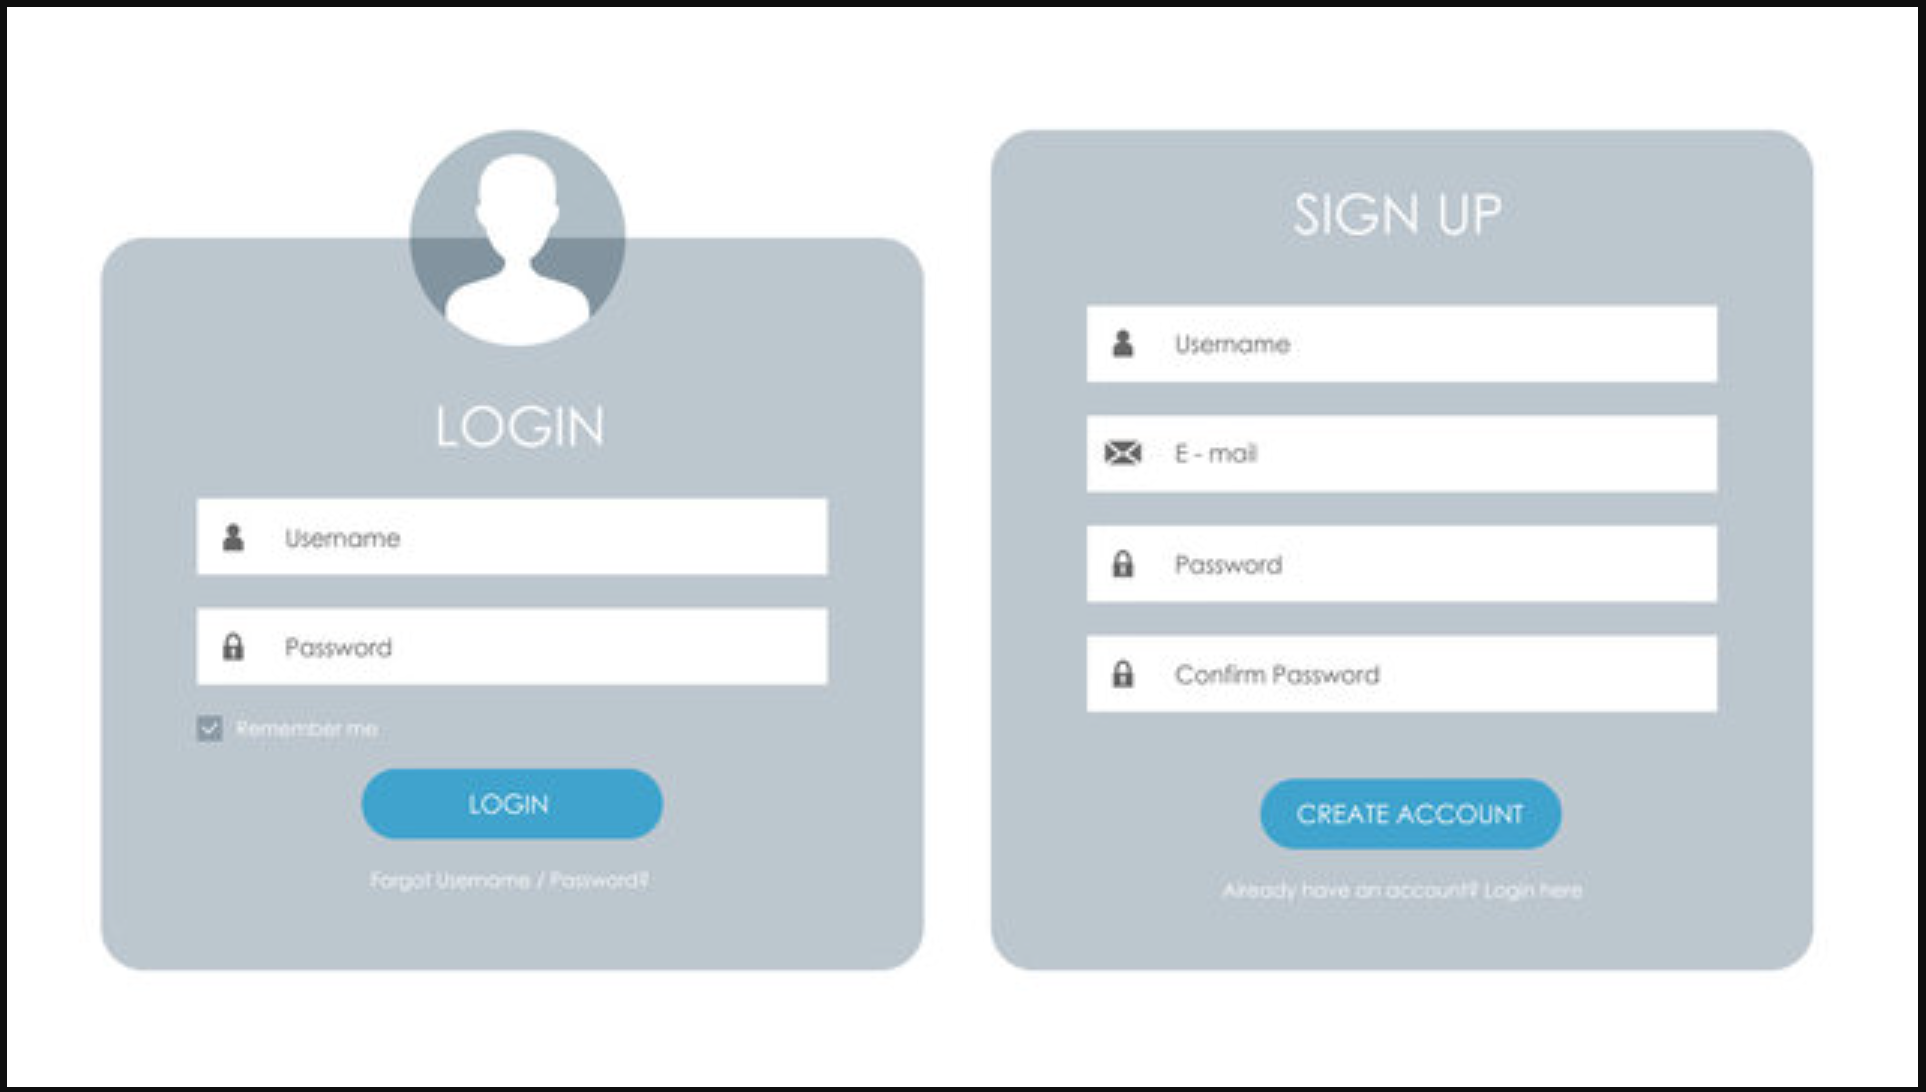 LOGIN
Username
Password
Remember me
LOGIN
Forgot Username / Password?
SIGN UP
Username
E - mail
Password
Confirm Password
CREATE ACCOUNT
Already have an account? Login here